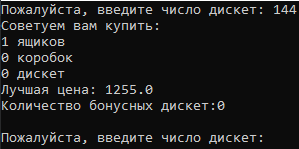 Пожалуйста, введите число дискет: 144
Советуем вам купить:
1 ящиков
0 коробок
0 дискет
Лучшая цена: 1255.0
Количество бонусных дискет:0
Пожалуйста, введите число дискет: